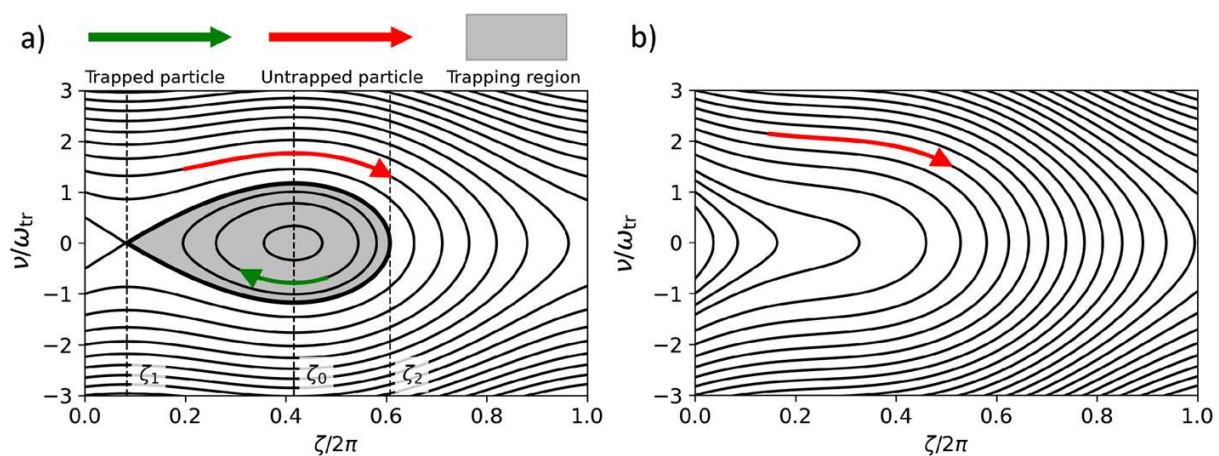 a)
b)
Trapped particle Untrapped particle Trapping region
3
2
1
0
−1
−2
−3
ν/ω_tr
ζ₁ ζ₀ ζ₂
0.0 0.2 0.4 0.6 0.8 1.0
ζ/2π
3
2
1
0
−1
−2
−3
ν/ω_tr
0.0 0.2 0.4 0.6 0.8 1.0
ζ/2π